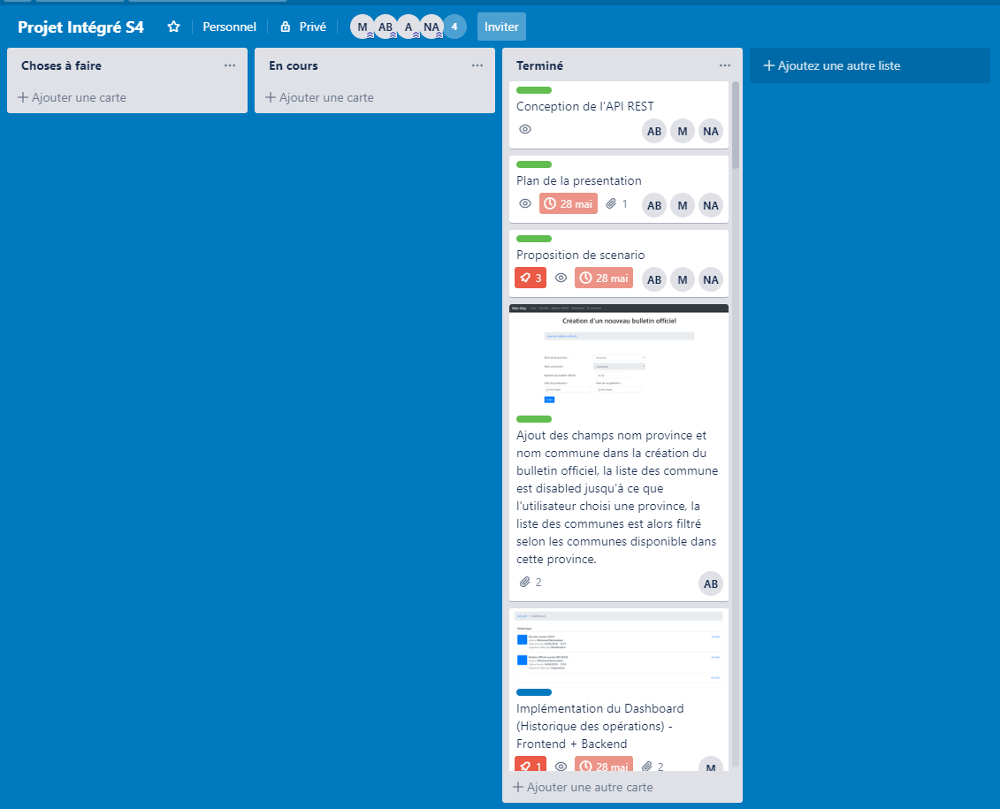 Projet Intégré S4
Personnel
Privé
M AB A NA 4
Inviter
Choses à faire
Ajouter une carte
En cours
Ajouter une carte
Terminé
Conception de l'API REST
AB M NA
Plan de la presentation
28 mai 1 AB M NA
Proposition de scenario
3 28 mai AB M NA
Création d'un nouveau bulletin officiel
Ajout des champs nom province et
nom commune dans la création du
bulletin officiel, la liste des commune
est disabled jusqu'à ce que
l'utilisateur choisi une province, la
liste des communes est alors filtré
selon les communes disponible dans
cette province.
2 AB
Historique
Implémentation du Dashboard
(Historique des opérations) -
Frontend + Backend
1 28 mai 2 M
Ajouter une autre carte
Ajoutez une autre liste